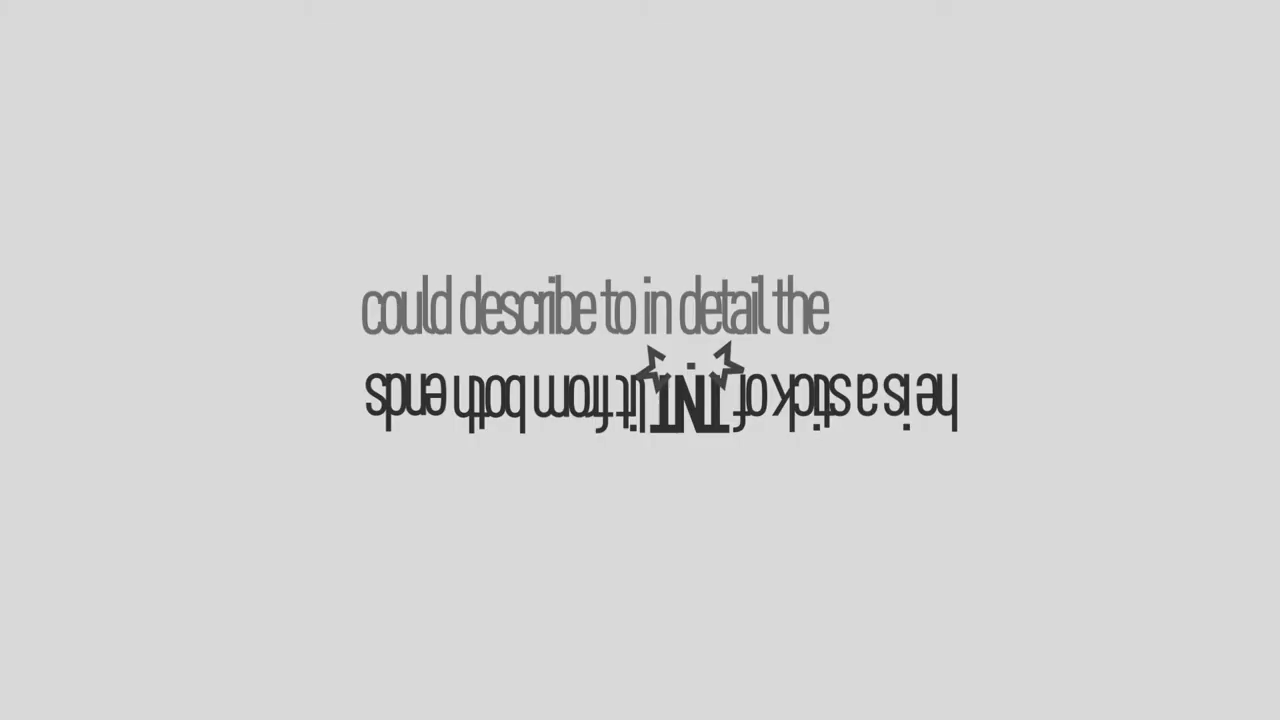 could describe to in detail the
he is a stick of TNT lit from both ends